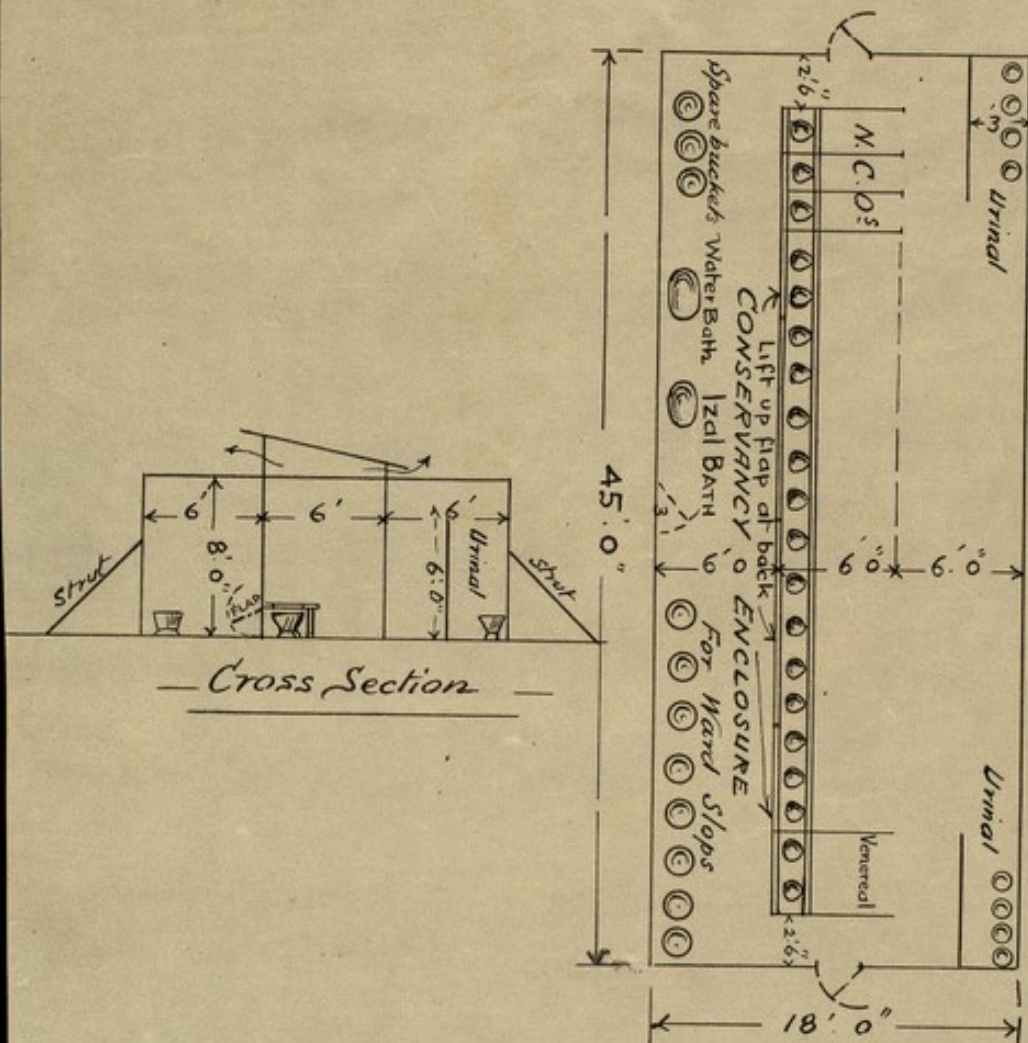 Cross Section
Strut
6'
6'
6'
8'.0"
FLAP
6'.0"
Urinal
Strut
45'.0"
18'.0"
Spare buckets
Water Bath
Izal BATH
For Ward Slops
3'
CONSERVANCY ENCLOSURE
Lift up flap at back
2'.6"
2'.6"
N.C.Os
Venereal
6'.0
6'.0"
6'.0"
3'
Urinal
Urinal